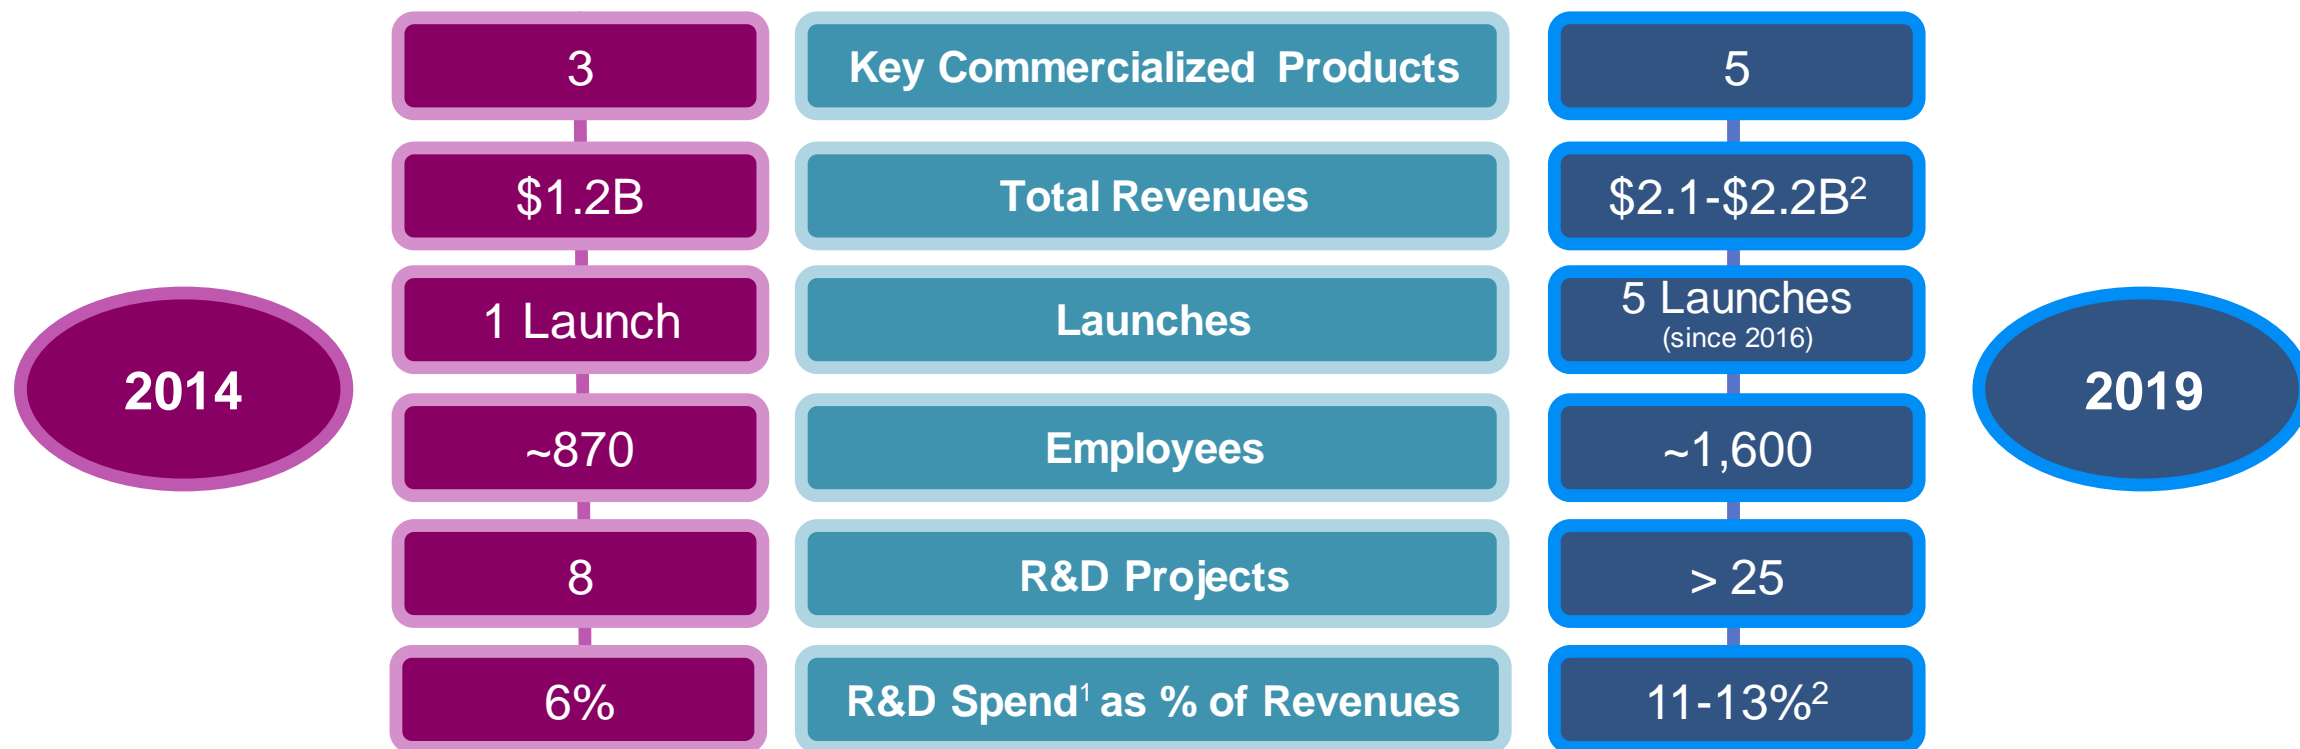 3 Key Commercialized Products 5
$1.2B Total Revenues $2.1-$2.2B²
1 Launch Launches 5 Launches
(since 2016)
2014 2019
~870 Employees ~1,600
8 R&D Projects > 25
6% R&D Spend¹ as % of Revenues 11-13%²